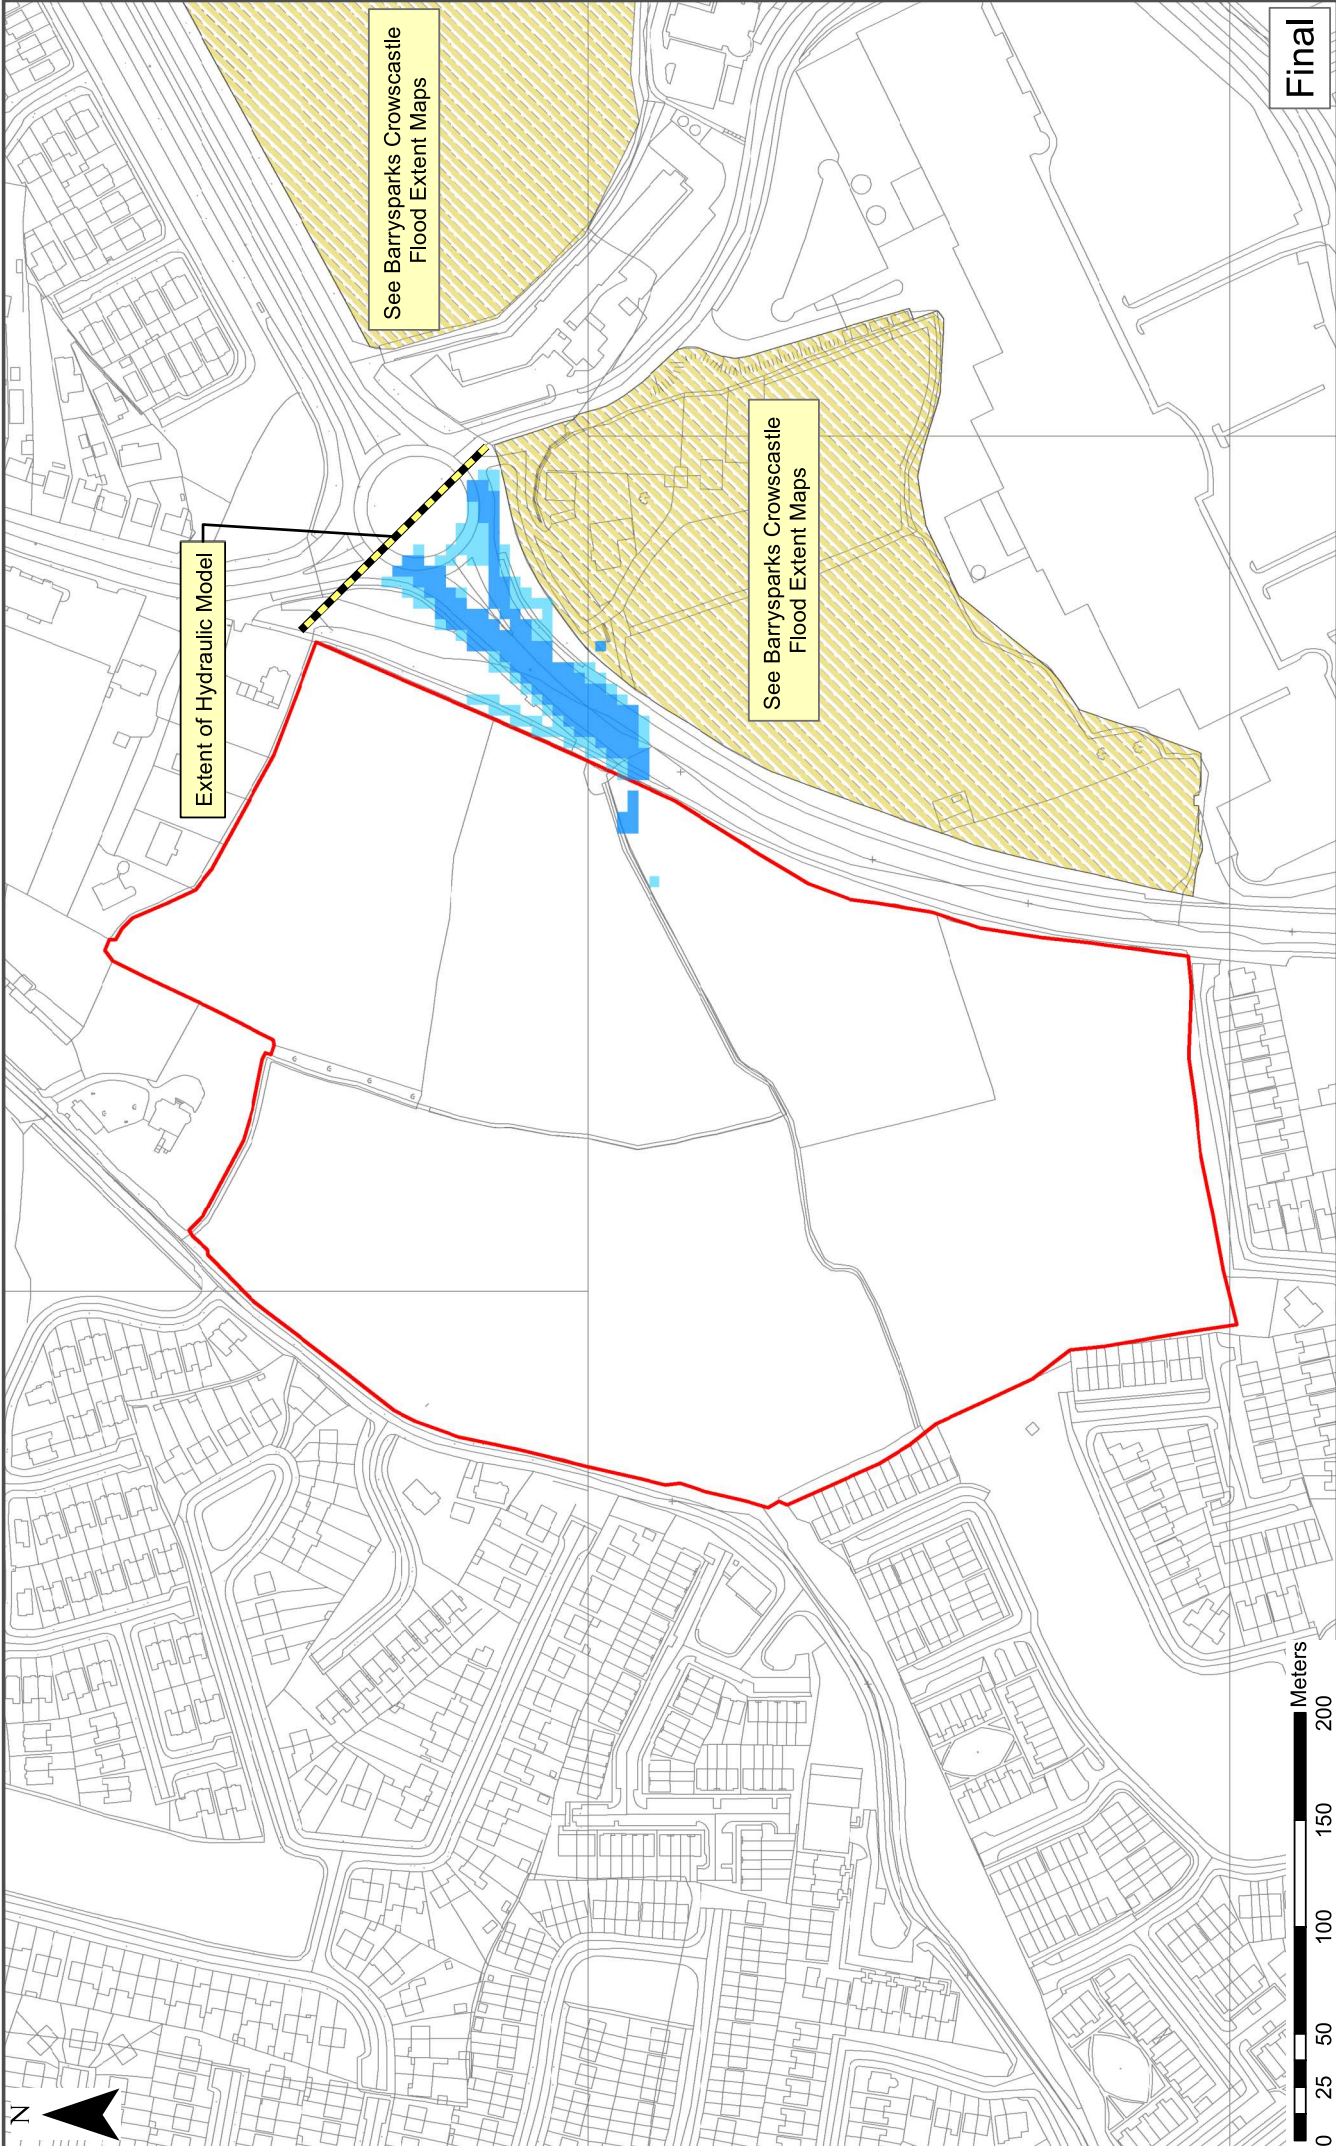 N
Extent of Hydraulic Model
See Barrysparks Crowscastle
Flood Extent Maps
See Barrysparks Crowscastle
Flood Extent Maps
0 25 50 100 150 200
Meters
Final